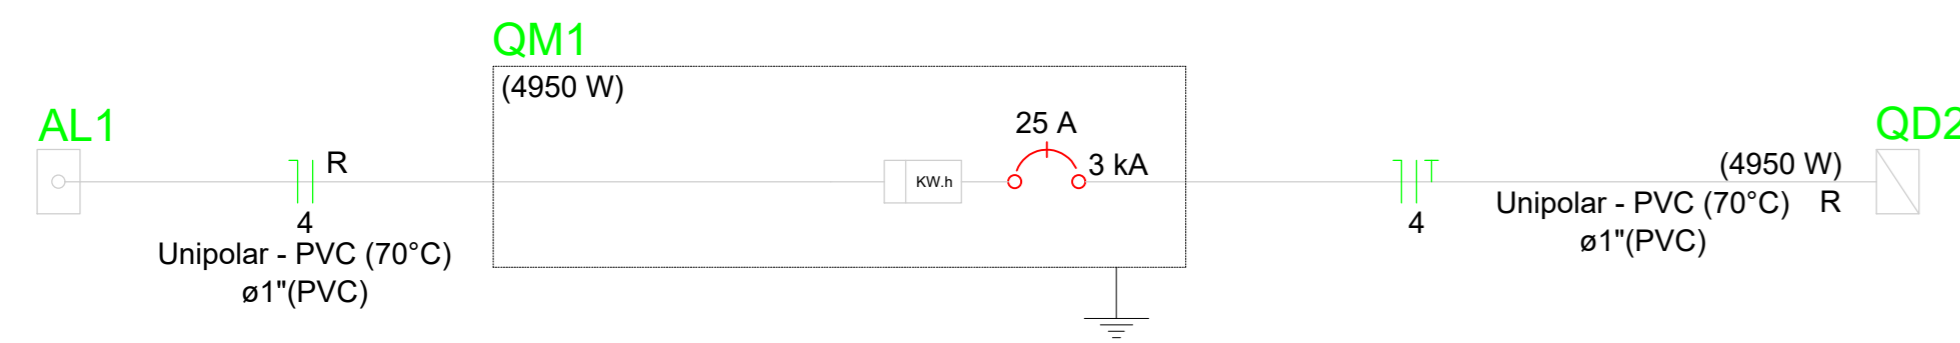 AL1
R
4
Unipolar - PVC (70°C)
ø1"(PVC)
QM1
(4950 W)
KW.h
25 A
3 kA
4
(4950 W)
Unipolar - PVC (70°C) R
ø1"(PVC)
QD2